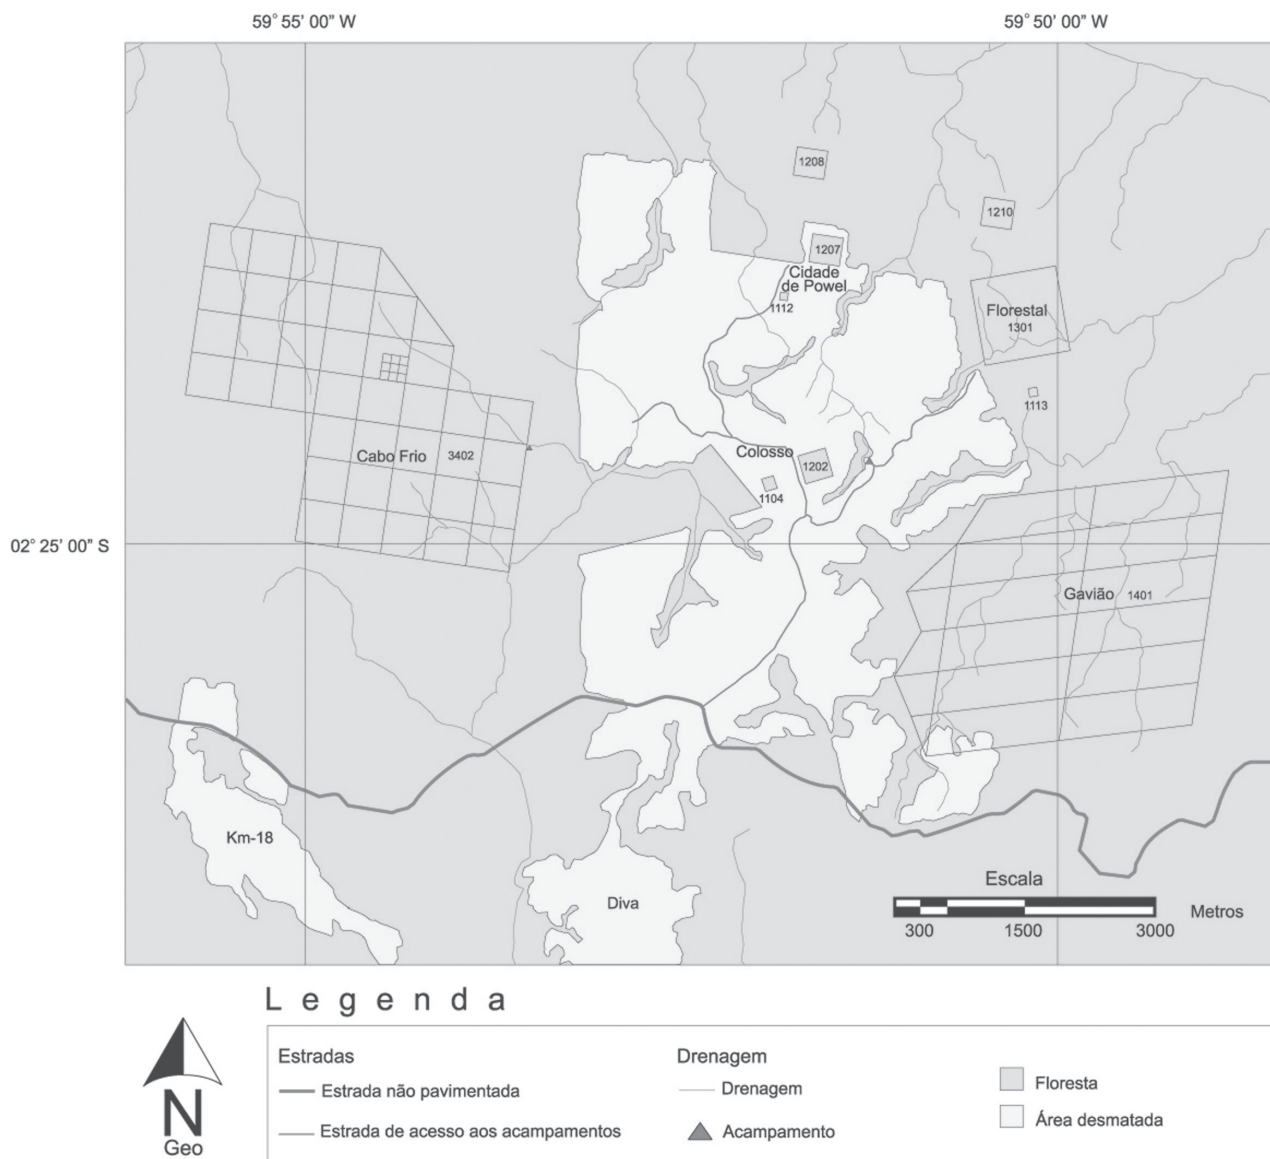 59° 55' 00" W
59° 50' 00" W
1208
1210
1207
Cidade
de Powel
1112
Florestal
1301
1113
Cabo Frio 3402
Colosso
1202
1104
02° 25' 00" S
Gavião 1401
Km-18
Diva
Escala
Metros
300 1500 3000
Legenda
Estradas
Estrada não pavimentada
Estrada de acesso aos acampamentos
Drenagem
Drenagem
Acampamento
Floresta
Área desmatada
N
Geo